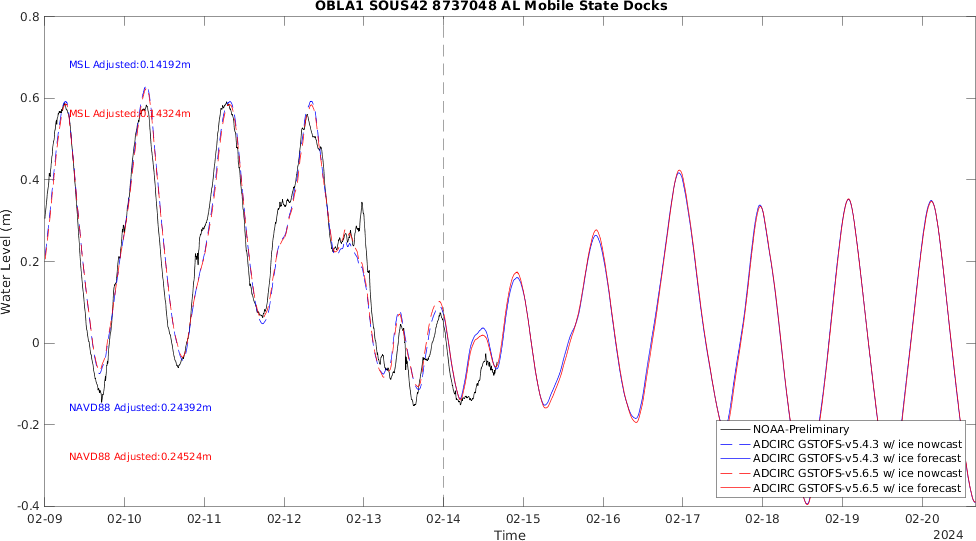 OBLA1 SOUS42 8737048 AL Mobile State Docks
Water Level (m)
0.8
0.6
0.4
0.2
0
-0.2
-0.4
MSL Adjusted:0.14192m
MSL Adjusted:0.14324m
NAVD88 Adjusted:0.24392m
NAVD88 Adjusted:0.24524m
NOAA-Preliminary
ADCIRC GSTOFS-v5.4.3 w/ ice nowcast
ADCIRC GSTOFS-v5.4.3 w/ ice forecast
ADCIRC GSTOFS-v5.6.5 w/ ice nowcast
ADCIRC GSTOFS-v5.6.5 w/ ice forecast
02-09 02-10 02-11 02-12 02-13 02-14 02-15 02-16 02-17 02-18 02-19 02-20
Time
2024